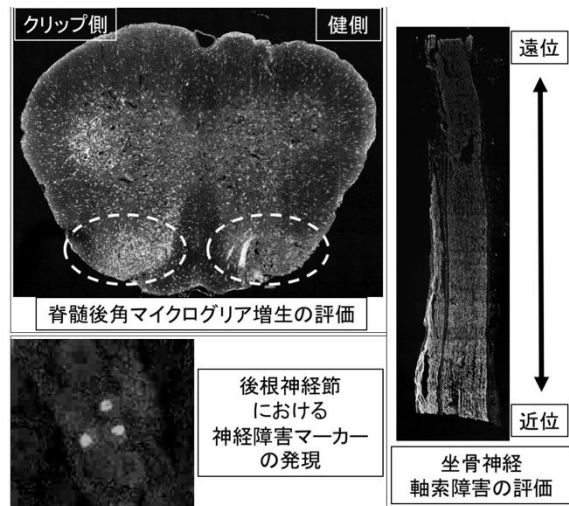 クリップ側
健側
脊髄後角マイクログリア増生の評価
後根神経節
における
神経障害マーカー
の発現
遠位
近位
坐骨神経
軸索障害の評価